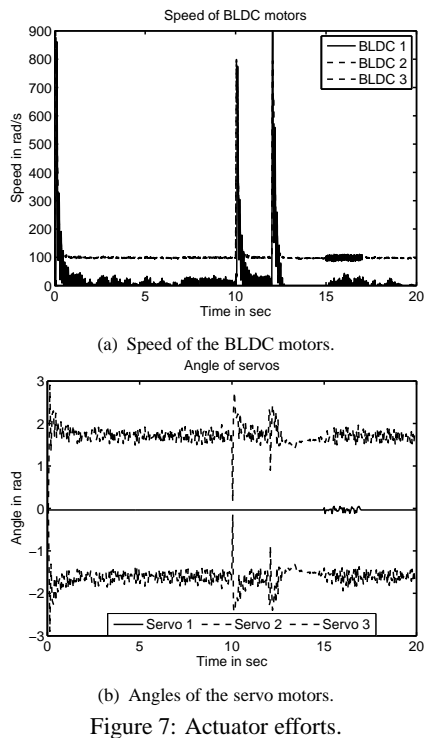 Speed of BLDC motors
900
800
700
600
500
400
300
200
100
0
Speed in rad/s
BLDC 1
BLDC 2
BLDC 3
0 5 10 15 20
Time in sec
(a) Speed of the BLDC motors.
Angle of servos
3
2
1
0
−1
−2
−3
Angle in rad
Servo 1 Servo 2 Servo 3
0 5 10 15 20
Time in sec
(b) Angles of the servo motors.
Figure 7: Actuator efforts.